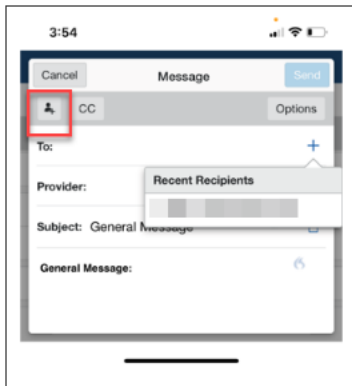 3:54
Cancel Message Send
CC Options
To:
Recent Recipients
Provider:
Subject: General Message
General Message: